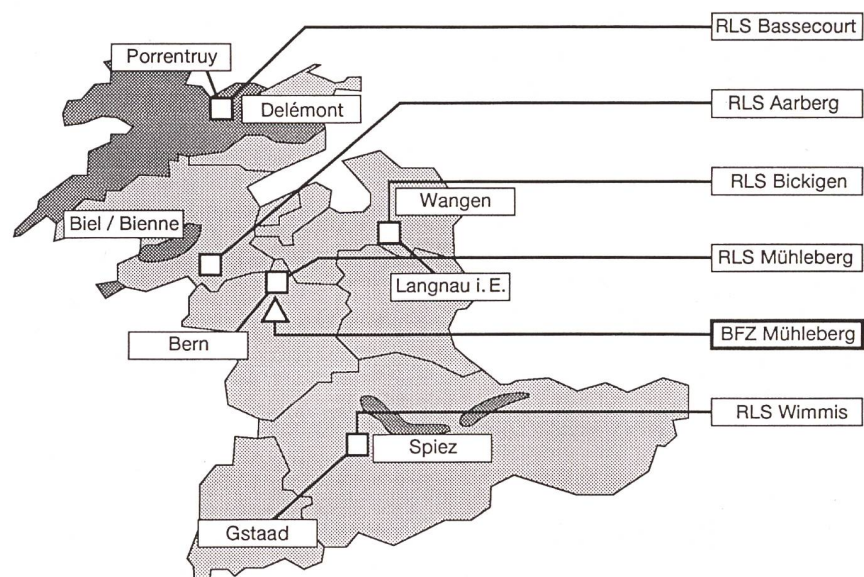 RLS Bassecourt
Porrentruy
Delémont
RLS Aarberg
RLS Bickigen
Wangen
Biel / Bienne
RLS Mühleberg
Langnau i. E.
BFZ Mühleberg
Bern
RLS Wimmis
Spiez
Gstaad